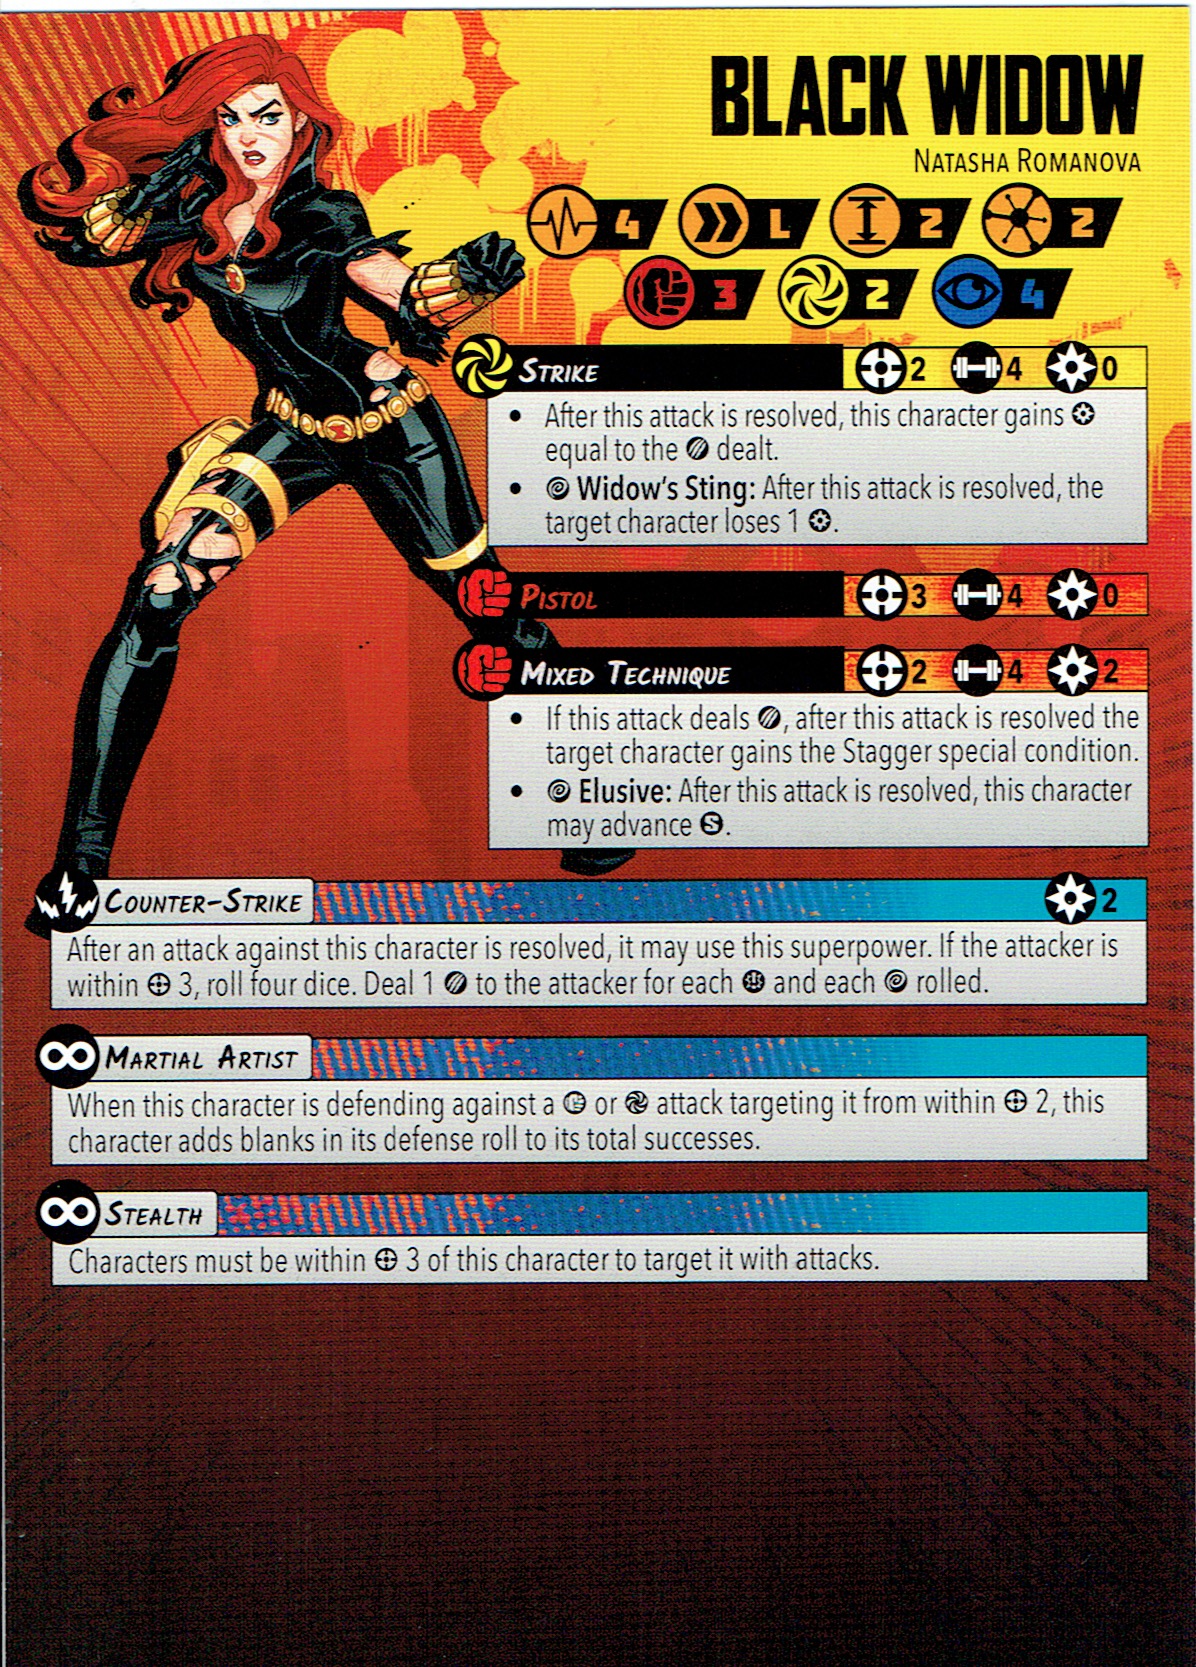 BLACK WIDOW
NATASHA ROMANOVA
4 L 2 2
3 2 4
STRIKE 2 4 0
• After this attack is resolved, this character gains
equal to the dealt.
• Widow's Sting: After this attack is resolved, the
target character loses 1 .
PISTOL 3 4 0
MIXED TECHNIQUE 2 4 2
• If this attack deals , after this attack is resolved the
target character gains the Stagger special condition.
• Elusive: After this attack is resolved, this character
may advance S.
COUNTER-STRIKE 2
After an attack against this character is resolved, it may use this superpower. If the attacker is
within 3, roll four dice. Deal 1 to the attacker for each and each rolled.
MARTIAL ARTIST
When this character is defending against a or attack targeting it from within 2, this
character adds blanks in its defense roll to its total successes.
STEALTH
Characters must be within 3 of this character to target it with attacks.